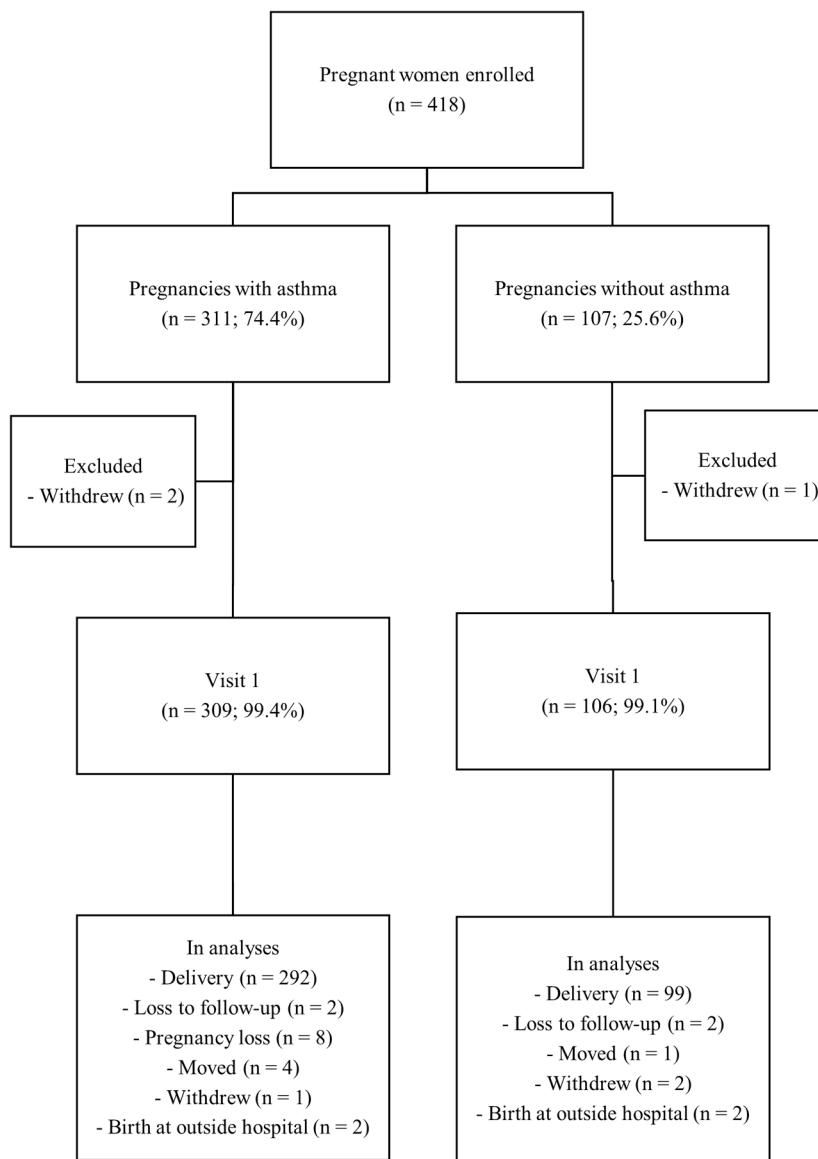 Pregnant women enrolled
(n = 418)
Pregnancies with asthma
(n = 311; 74.4%)
Pregnancies without asthma
(n = 107; 25.6%)
Excluded
- Withdrew (n = 2)
Excluded
- Withdrew (n = 1)
Visit 1
(n = 309; 99.4%)
Visit 1
(n = 106; 99.1%)
In analyses
- Delivery (n = 292)
- Loss to follow-up (n = 2)
- Pregnancy loss (n = 8)
- Moved (n = 4)
- Withdrew (n = 1)
- Birth at outside hospital (n = 2)
In analyses
- Delivery (n = 99)
- Loss to follow-up (n = 2)
- Moved (n = 1)
- Withdrew (n = 2)
- Birth at outside hospital (n = 2)